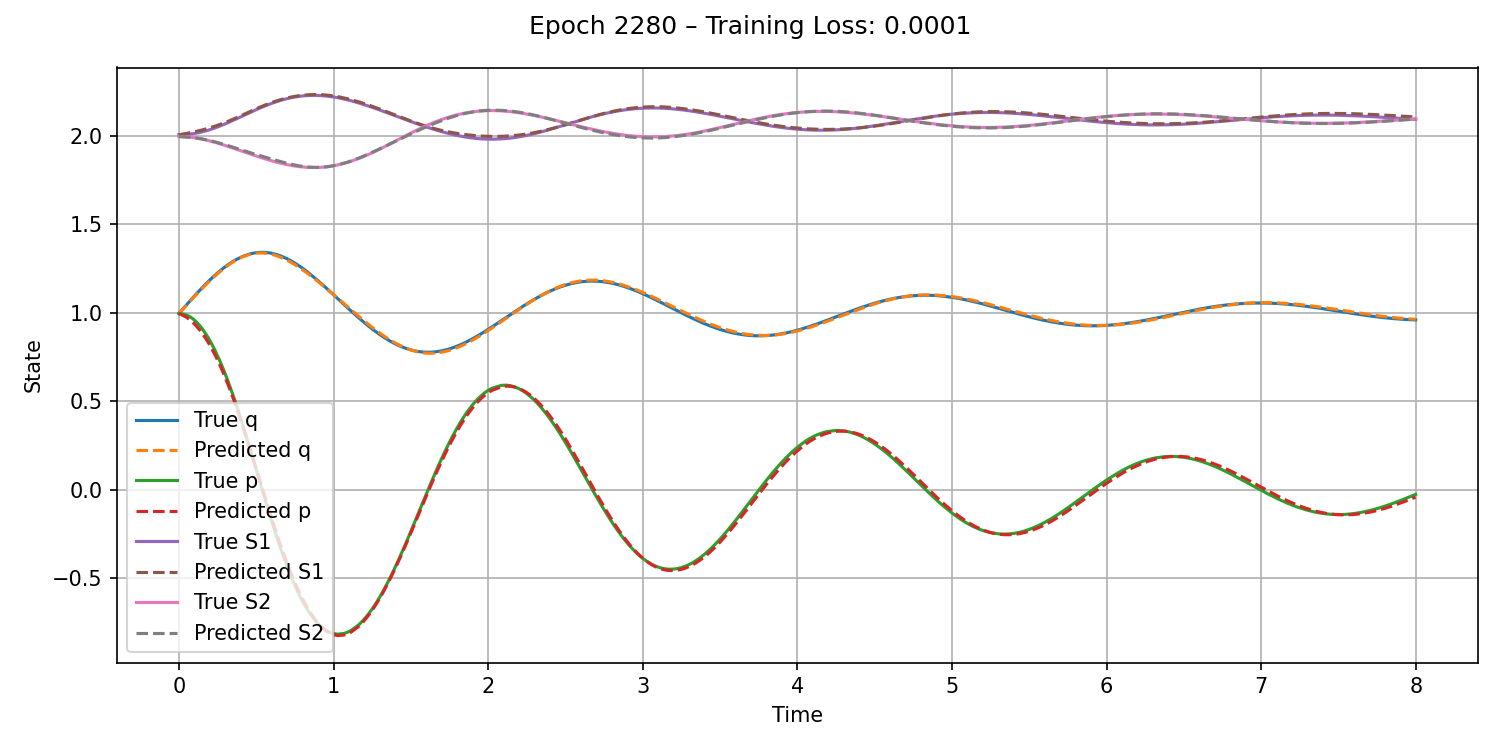 Epoch 2280 – Training Loss: 0.0001
2.0
1.5
1.0
0.5
0.0
−0.5
State
True q
Predicted q
True p
Predicted p
True S1
Predicted S1
True S2
Predicted S2
0 1 2 3 4 5 6 7 8
Time